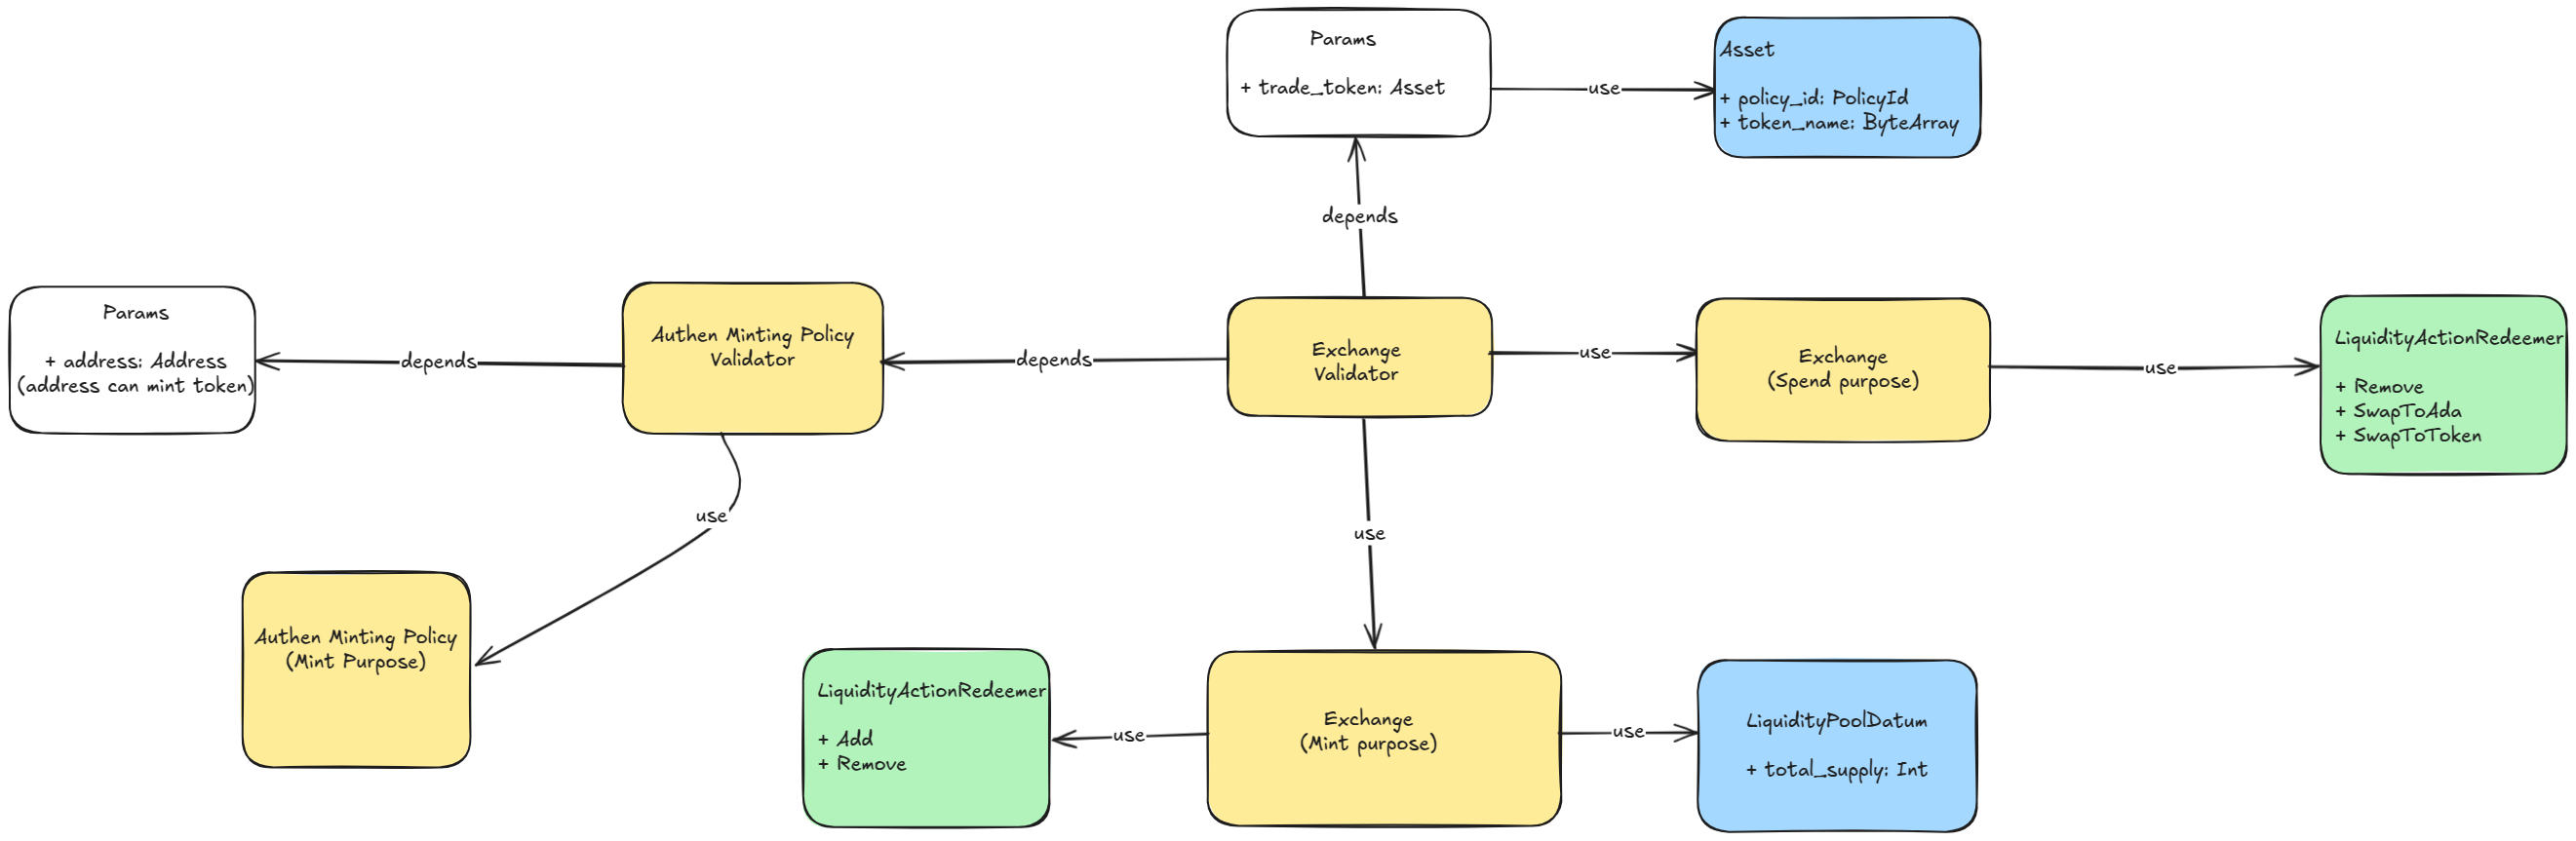 Params
+ trade_token: Asset
use
Asset
+ policy_id: PolicyId
+ token_name: ByteArray
depends
Params
+ address: Address
(address can mint token)
depends
Authen Minting Policy
Validator
depends
Exchange
Validator
use
Exchange
(Spend purpose)
use
LiquidityActionRedeemer
+ Remove
+ SwapToAda
+ SwapToToken
use
use
Authen Minting Policy
(Mint Purpose)
LiquidityActionRedeemer
+ Add
+ Remove
use
Exchange
(Mint purpose)
use
LiquidityPoolDatum
+ total_supply: Int